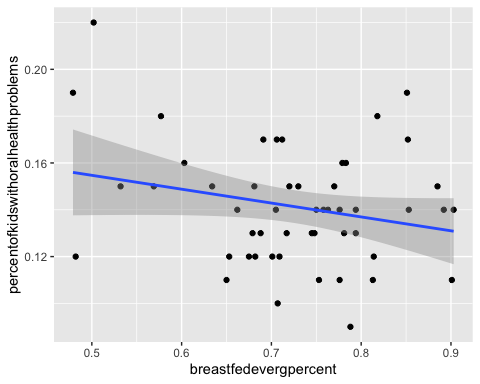 percentofkidswithoralhealthproblems
0.20
0.16
0.12
0.5 0.6 0.7 0.8 0.9
breastfedevergpercent